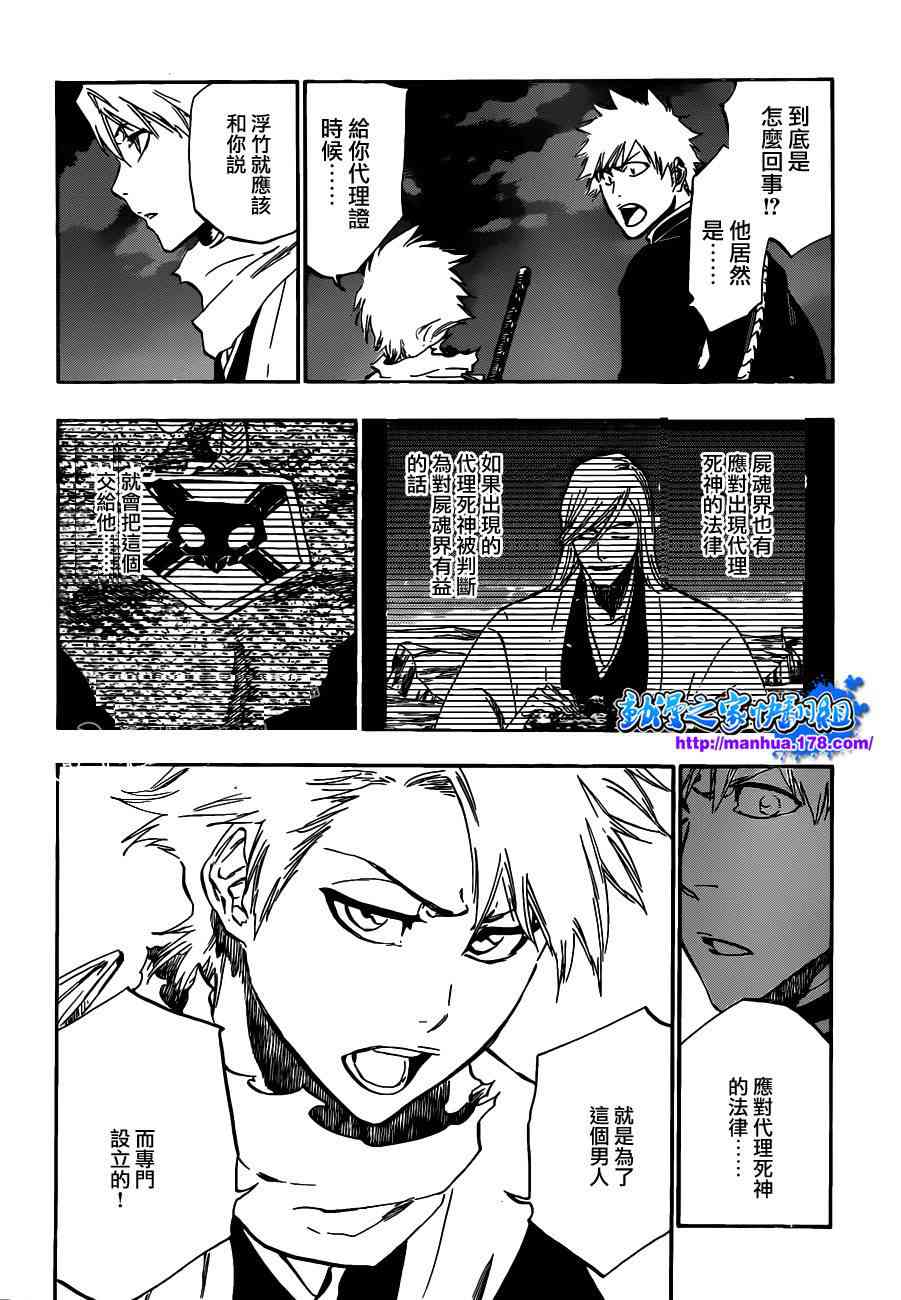 到底是
怎麼回事!?
他居然
是……
給你代理證
時候……
浮竹就應該
和你説
屍魂界也有
應對出現代理
死神的法律
如果出現的
代理死神被判斷
為對屍魂界有益
的話
就會把這個
交給他……
動漫之家快翻組
http://manhua.178.com/
應對代理死神
的法律……
就是為了
這個男人
而專門
設立的!